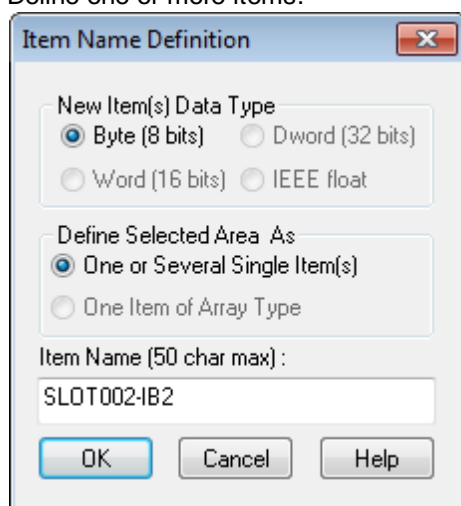 Define one or more items:
Item Name Definition
New Item(s) Data Type
Byte (8 bits) Dword (32 bits)
Word (16 bits) IEEE float
Define Selected Area As
One or Several Single Item(s)
One Item of Array Type
Item Name (50 char max) :
SLOT002-IB2
OK Cancel Help